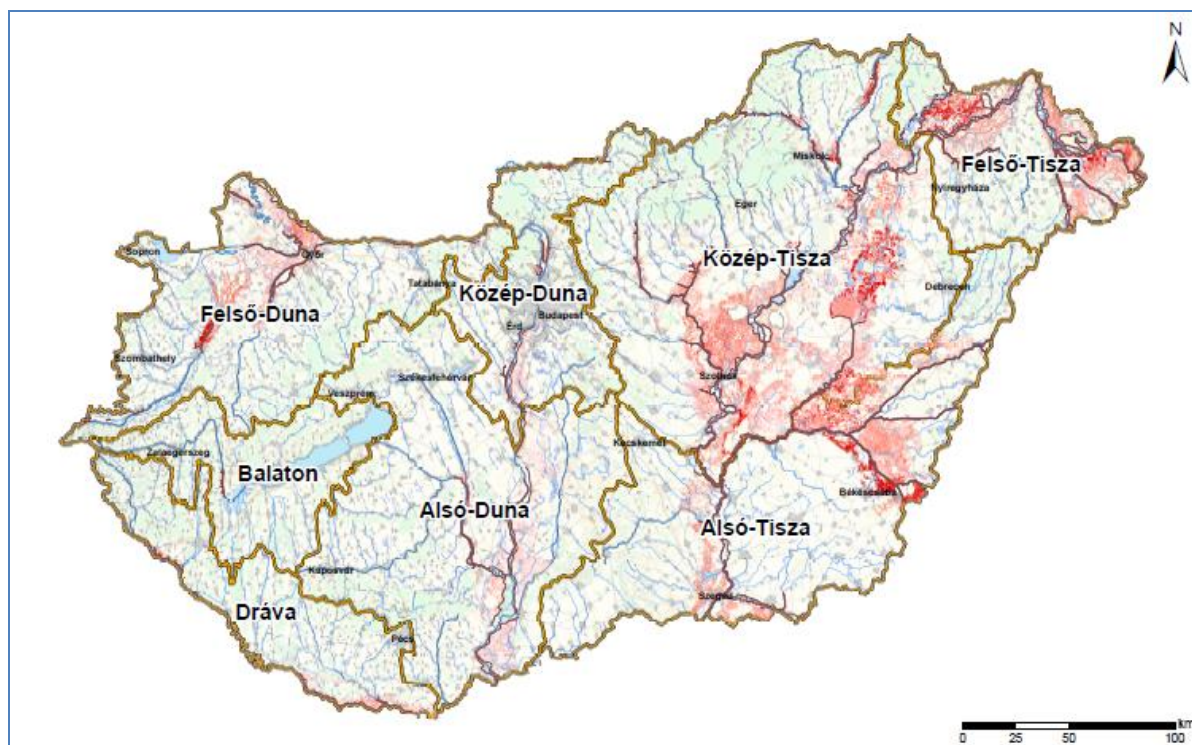 N
Miskolc
Felső-Tisza
Nyíregyháza
Eger
Sopron
Győr
Közép-Tisza
Tatabánya
Közép-Duna
Debrecen
Felső-Duna
Érd
Budapest
Szombathely
Szolnok
Székesfehérvár
Veszprém
Kecskemét
Zalaegerszeg
Balaton
Békéscsaba
Alsó-Duna
Alsó-Tisza
Kaposvár
Szeged
Dráva
Pécs
km
0 25 50 100